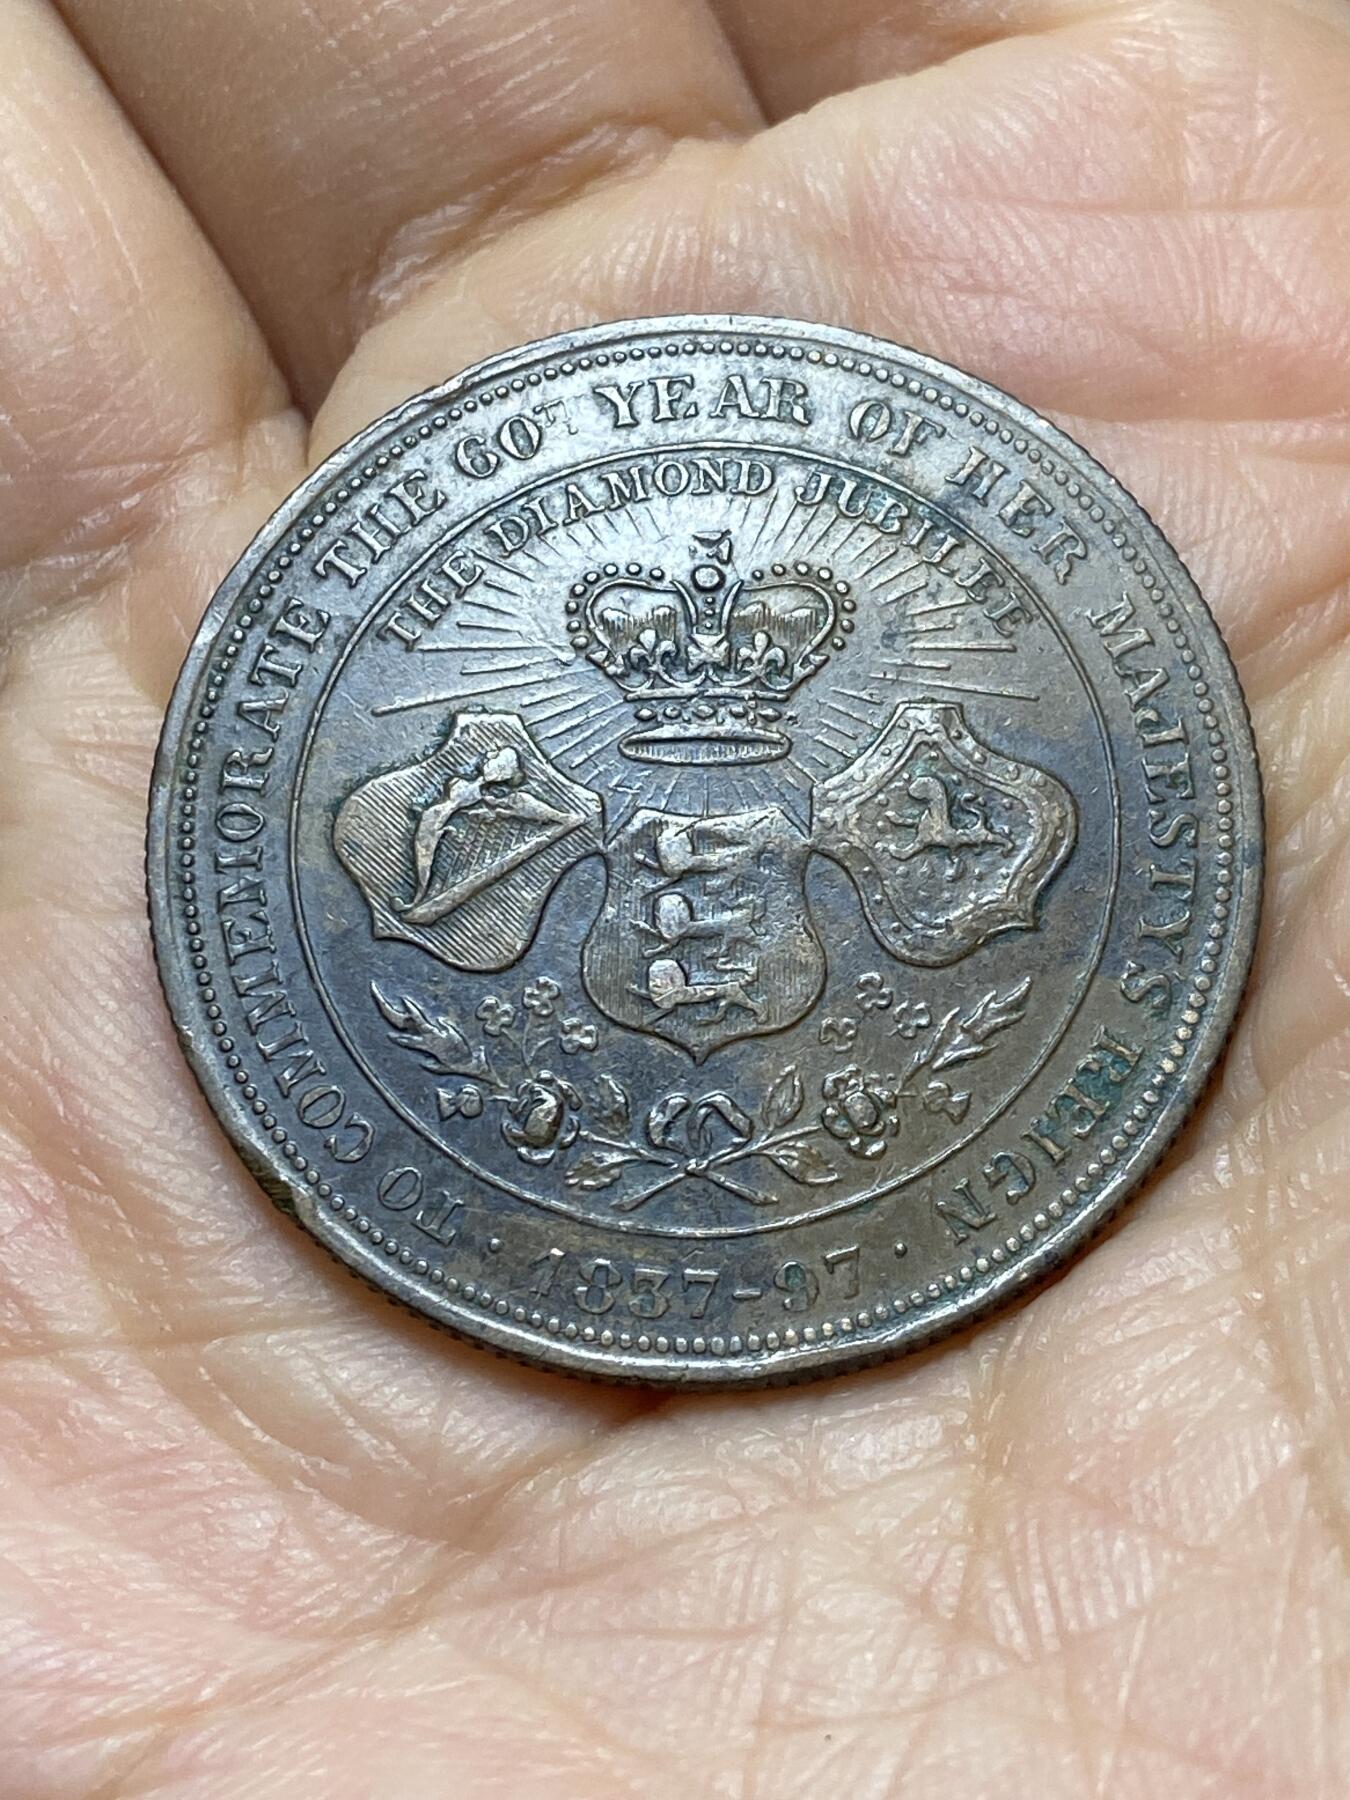 TO COMMEMORATE THE 60TH YEAR OF HER MAJESTYS REIGN
· 1837-97 ·
THE DIAMOND JUBILEE